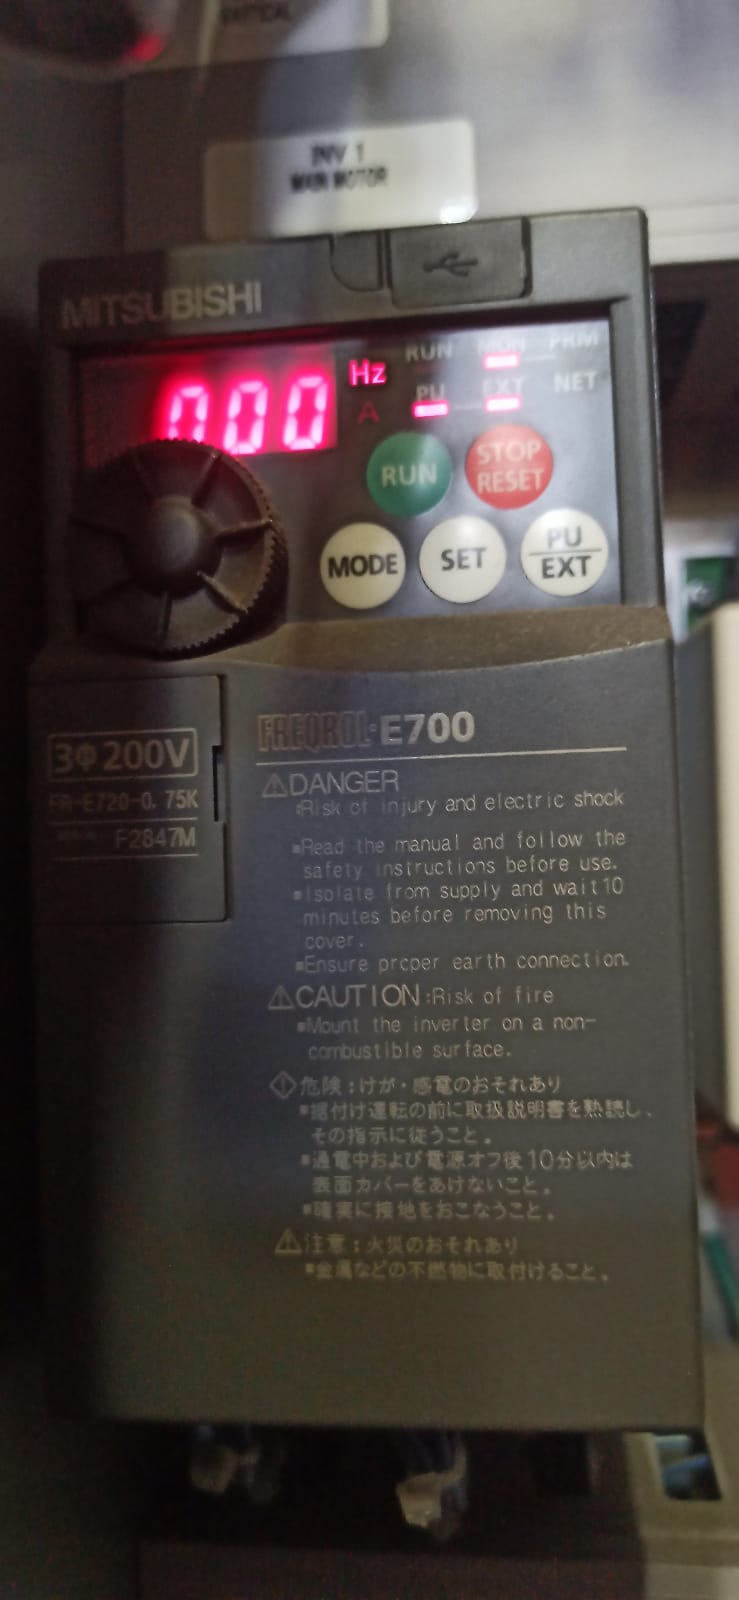 INV 1
MAIN MOTOR
MITSUBISHI
000
Hz
A
RUN MON PRM
PU EXT NET
RUN
STOP
RESET
MODE
SET
PU
EXT
3Φ 200V
FR-E720-0.75K
F2847M
FREQROL-E700
⚠DANGER
:Risk of injury and electric shock
▪Read the manual and follow the
safety instructions before use.
▪Isolate from supply and wait 10
minutes before removing this
cover.
▪Ensure proper earth connection.
⚠CAUTION :Risk of fire
▪Mount the inverter on a non-
combustible surface.
危険 : けが・感電のおそれあり
▪据付け運転の前に取扱説明書を熟読し、
その指示に従うこと。
▪通電中および電源オフ後10分以内は
表面カバーをあけないこと。
▪確実に接地をおこなうこと。
⚠注意 : 火災のおそれあり
▪金属などの不燃物に取付けること。